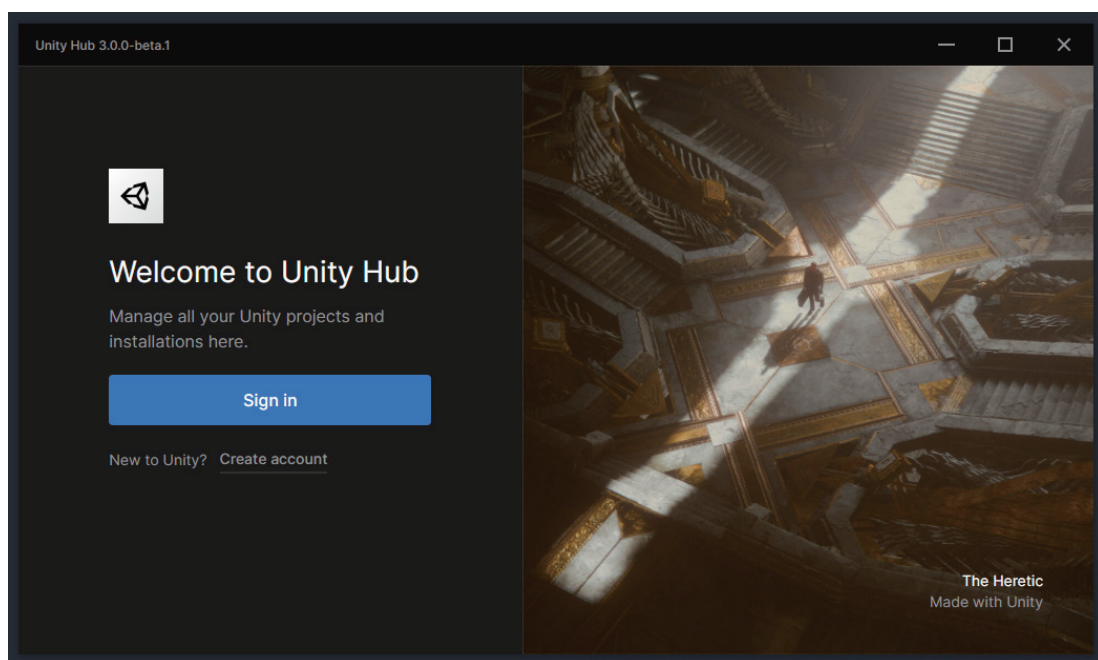 Unity Hub 3.0.0-beta.1
Welcome to Unity Hub
Manage all your Unity projects and
installations here.
Sign in
New to Unity? Create account
The Heretic
Made with Unity